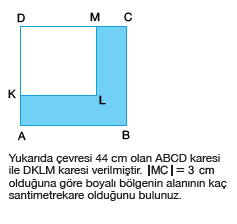 D M C
K L
A B
Yukarıda çevresi 44 cm olan ABCD karesi
ile DKLM karesi verilmiştir. |MC| = 3 cm
olduğuna göre boyalı bölgenin alanının kaç
santimetrekare olduğunu bulunuz.